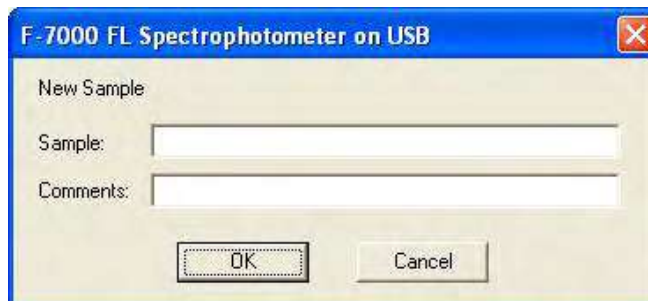 F-7000 FL Spectrophotometer on USB
New Sample
Sample:
Comments:
OK
Cancel